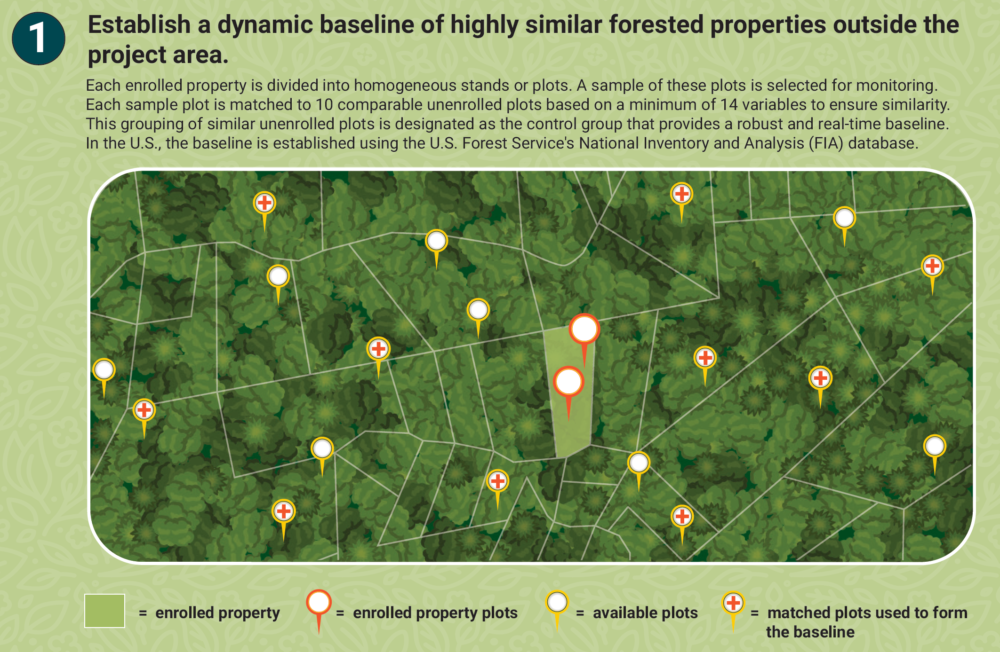 1
Establish a dynamic baseline of highly similar forested properties outside the
project area.
Each enrolled property is divided into homogeneous stands or plots. A sample of these plots is selected for monitoring.
Each sample plot is matched to 10 comparable unenrolled plots based on a minimum of 14 variables to ensure similarity.
This grouping of similar unenrolled plots is designated as the control group that provides a robust and real-time baseline.
In the U.S., the baseline is established using the U.S. Forest Service's National Inventory and Analysis (FIA) database.
= enrolled property
= enrolled property plots
= available plots
= matched plots used to form
the baseline